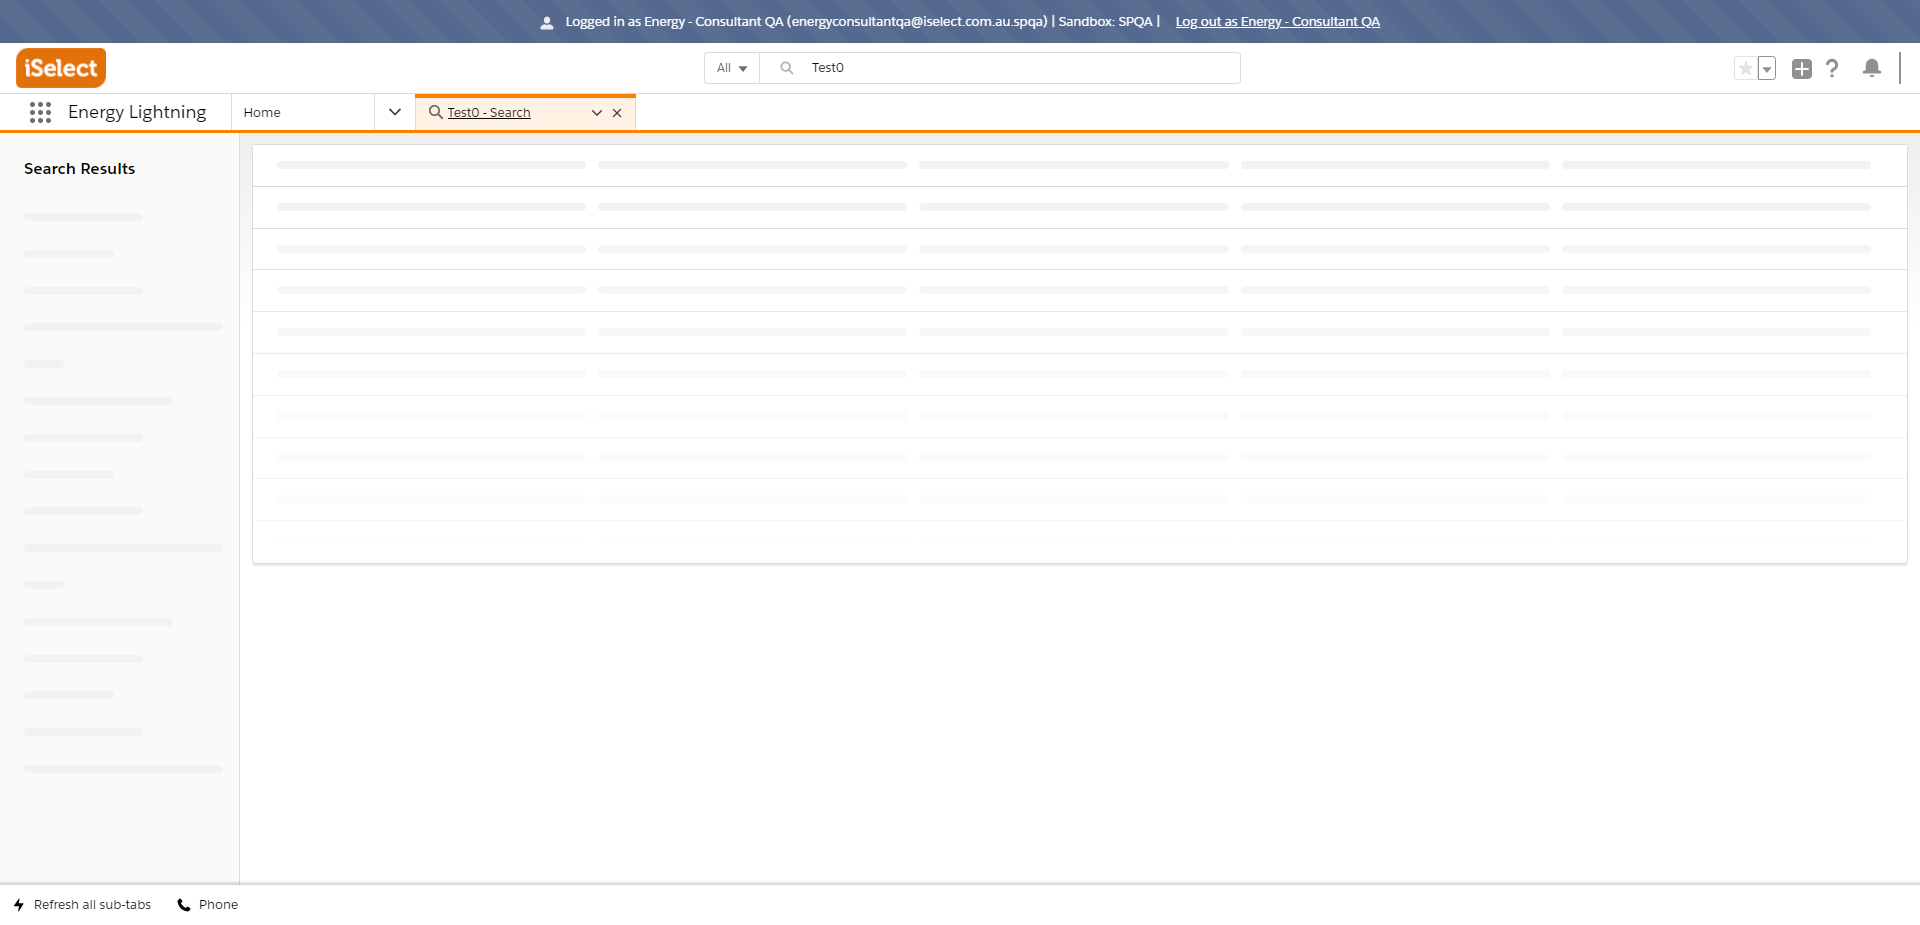 Logged in as Energy - Consultant QA (energyconsultantqa@iselect.com.au.spqa) | Sandbox: SPQA | Log out as Energy - Consultant QA
iSelect
All
Test0
Energy Lightning
Home
Test0 - Search
Search Results
Refresh all sub-tabs
Phone